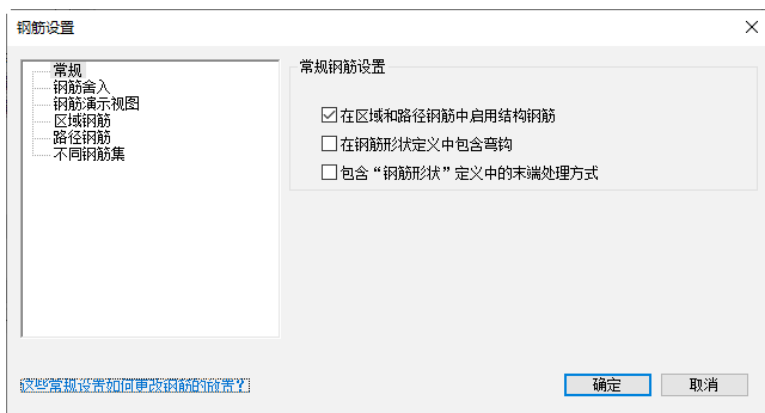 钢筋设置
常规
钢筋舍入
钢筋演示视图
区域钢筋
路径钢筋
不同钢筋集
常规钢筋设置
在区域和路径钢筋中启用结构钢筋
在钢筋形状定义中包含弯钩
包含“钢筋形状”定义中的末端处理方式
这些常规设置如何更改钢筋的放置？
确定
取消